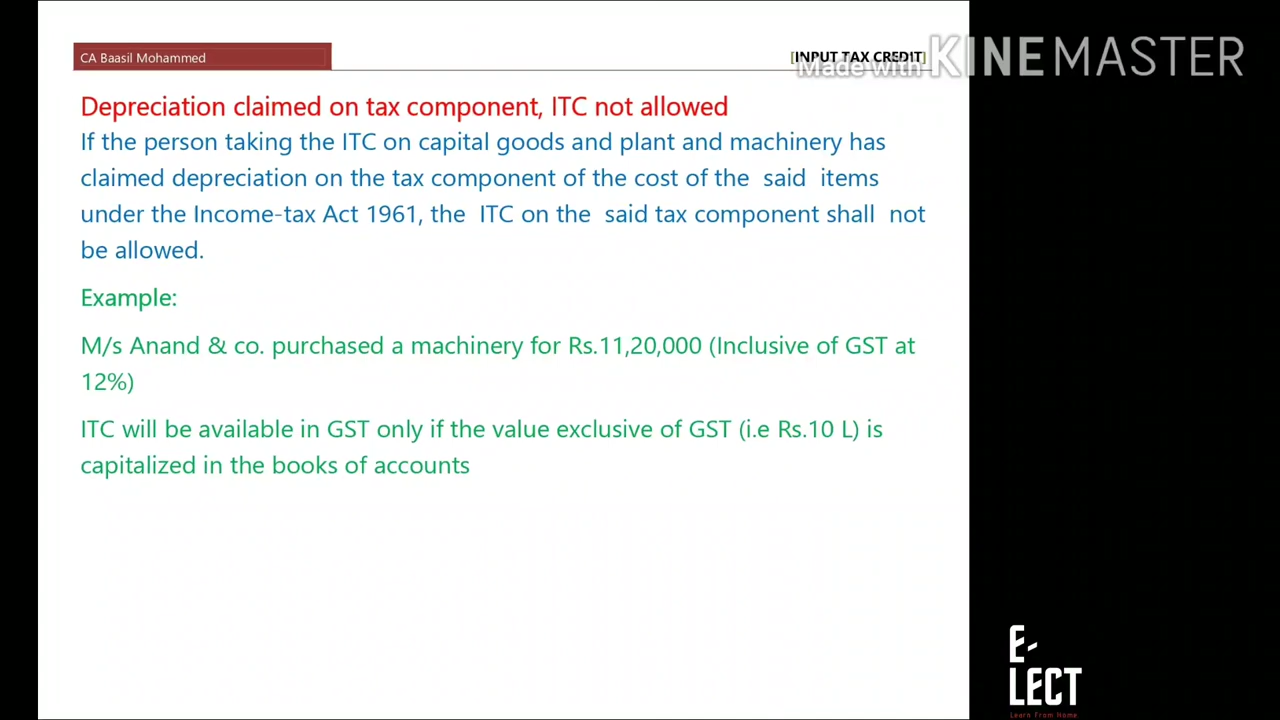 CA Baasil Mohammed
[INPUT TAX CREDIT]
Made with KINEMASTER
Depreciation claimed on tax component, ITC not allowed
If the person taking the ITC on capital goods and plant and machinery has
claimed depreciation on the tax component of the cost of the said items
under the Income-tax Act 1961, the ITC on the said tax component shall not
be allowed.
Example:
M/s Anand & co. purchased a machinery for Rs.11,20,000 (Inclusive of GST at
12%)
ITC will be available in GST only if the value exclusive of GST (i.e Rs.10 L) is
capitalized in the books of accounts
E-
LECT
Learn From Home